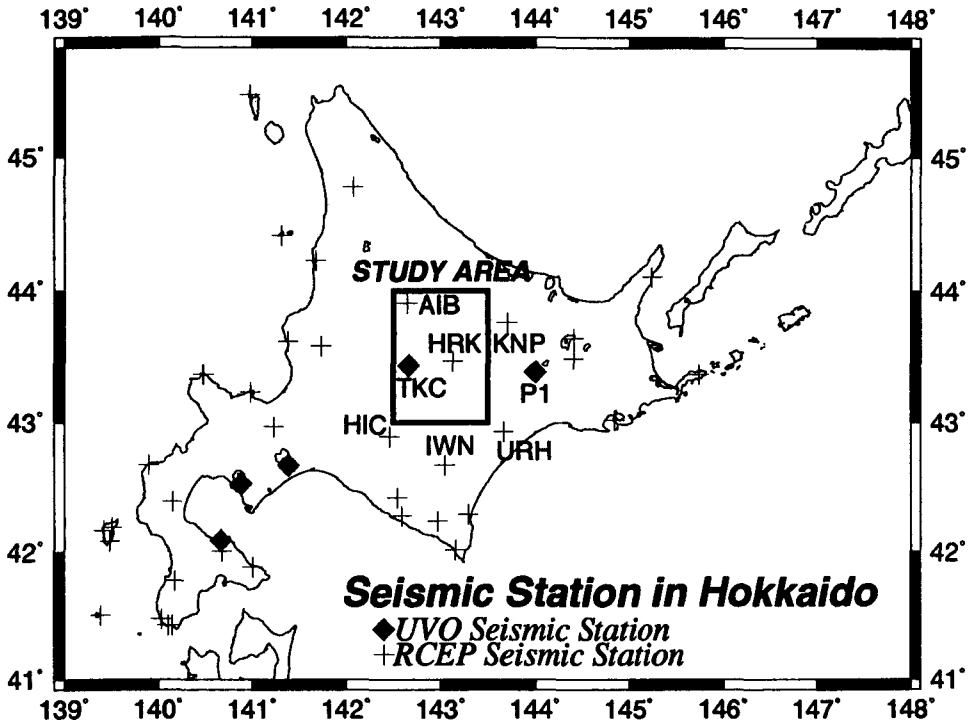 139° 140° 141° 142° 143° 144° 145° 146° 147° 148°
45° 45°
STUDY AREA
44° 44°
AIB
HRK KNP
TKC P1
HIC
43° 43°
IWN URH
42° 42°
Seismic Station in Hokkaido
UVO Seismic Station
RCEP Seismic Station
41° 41°
139° 140° 141° 142° 143° 144° 145° 146° 147° 148°